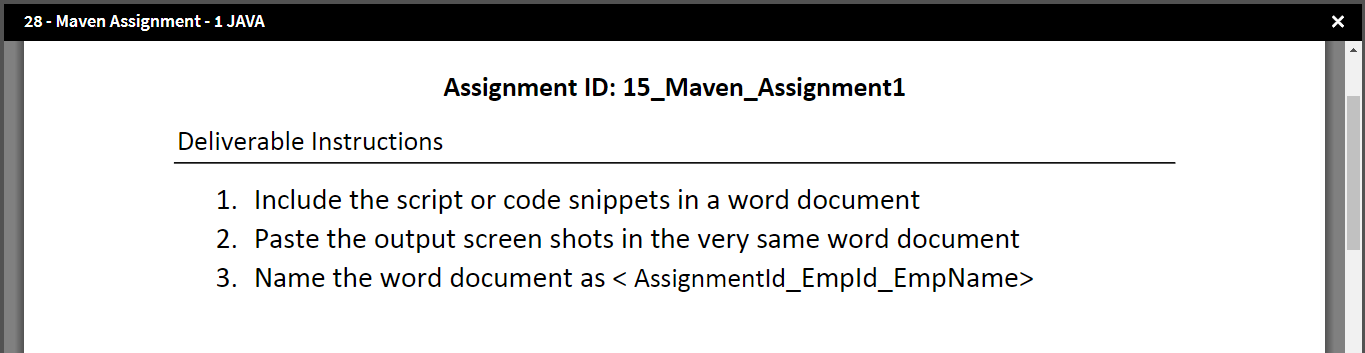 28 - Maven Assignment - 1 JAVA
Assignment ID: 15_Maven_Assignment1
Deliverable Instructions
1. Include the script or code snippets in a word document
2. Paste the output screen shots in the very same word document
3. Name the word document as < AssignmentId_EmpId_EmpName>